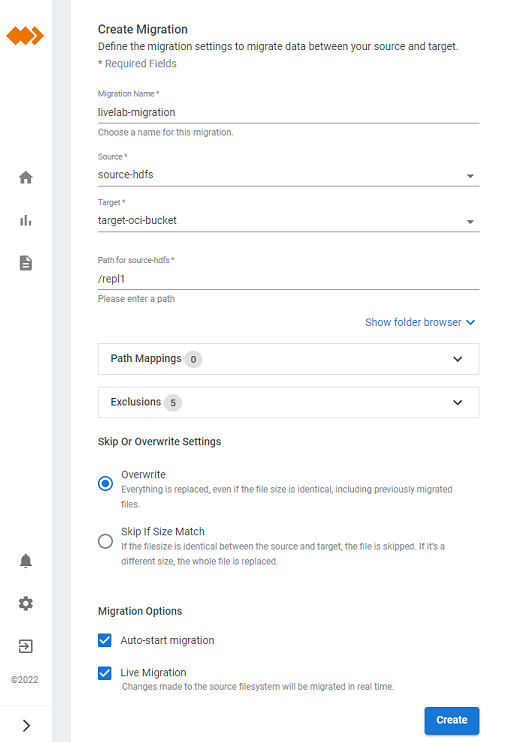 Create Migration
Define the migration settings to migrate data between your source and target.
* Required Fields
Migration Name *
livelab-migration
Choose a name for this migration.
Source *
source-hdfs
Target *
target-oci-bucket
Path for source-hdfs *
/repl1
Please enter a path
Show folder browser
Path Mappings 0
Exclusions 5
Skip Or Overwrite Settings
Overwrite
Everything is replaced, even if the file size is identical, including previously migrated
files.
Skip If Size Match
If the filesize is identical between the source and target, the file is skipped. If it's a
different size, the whole file is replaced.
Migration Options
Auto-start migration
Live Migration
Changes made to the source filesystem will be migrated in real time.
Create
©2022